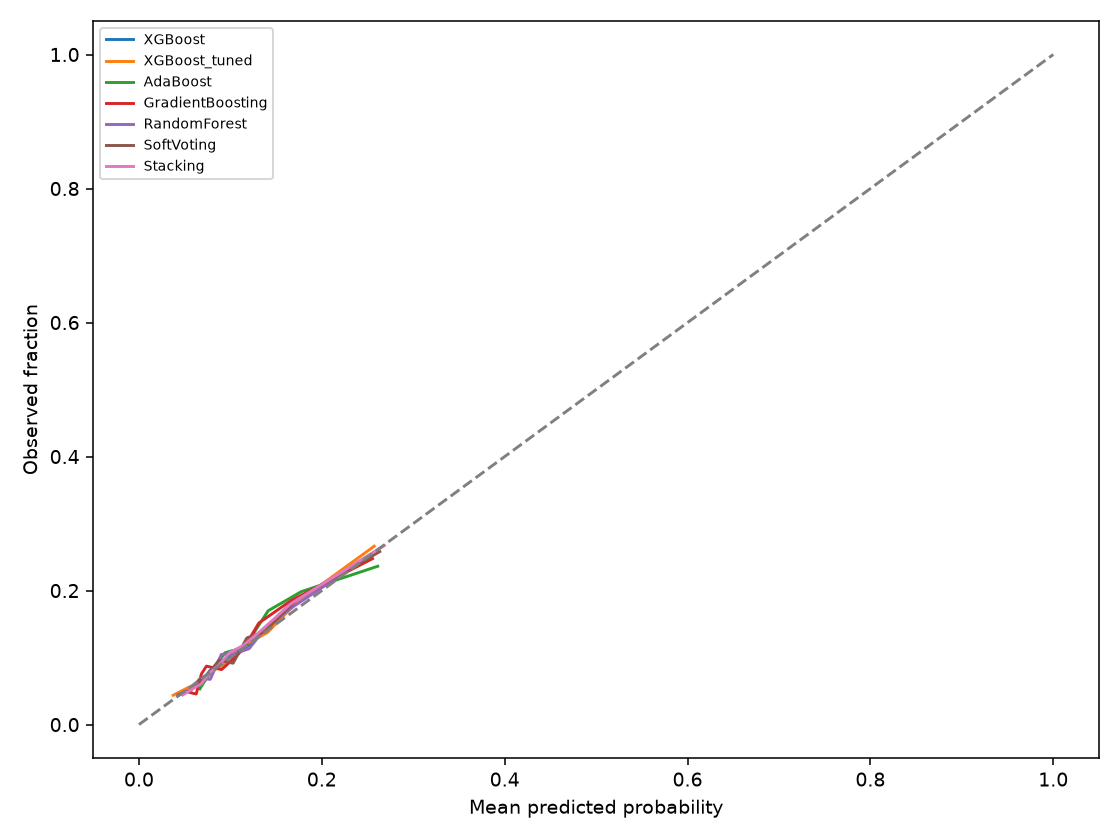 XGBoost
XGBoost_tuned
AdaBoost
GradientBoosting
RandomForest
SoftVoting
Stacking
1.0
0.8
0.6
0.4
0.2
0.0
Observed fraction
0.0 0.2 0.4 0.6 0.8 1.0
Mean predicted probability